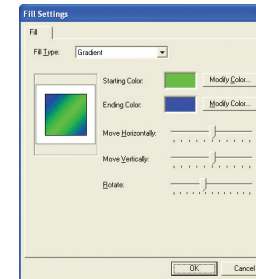 Fill Settings
Fill
Fill Type: Gradient
Starting Color: Modify Color...
Ending Color: Modify Color...
Move Horizontally:
Move Vertically:
Rotate:
OK Cancel